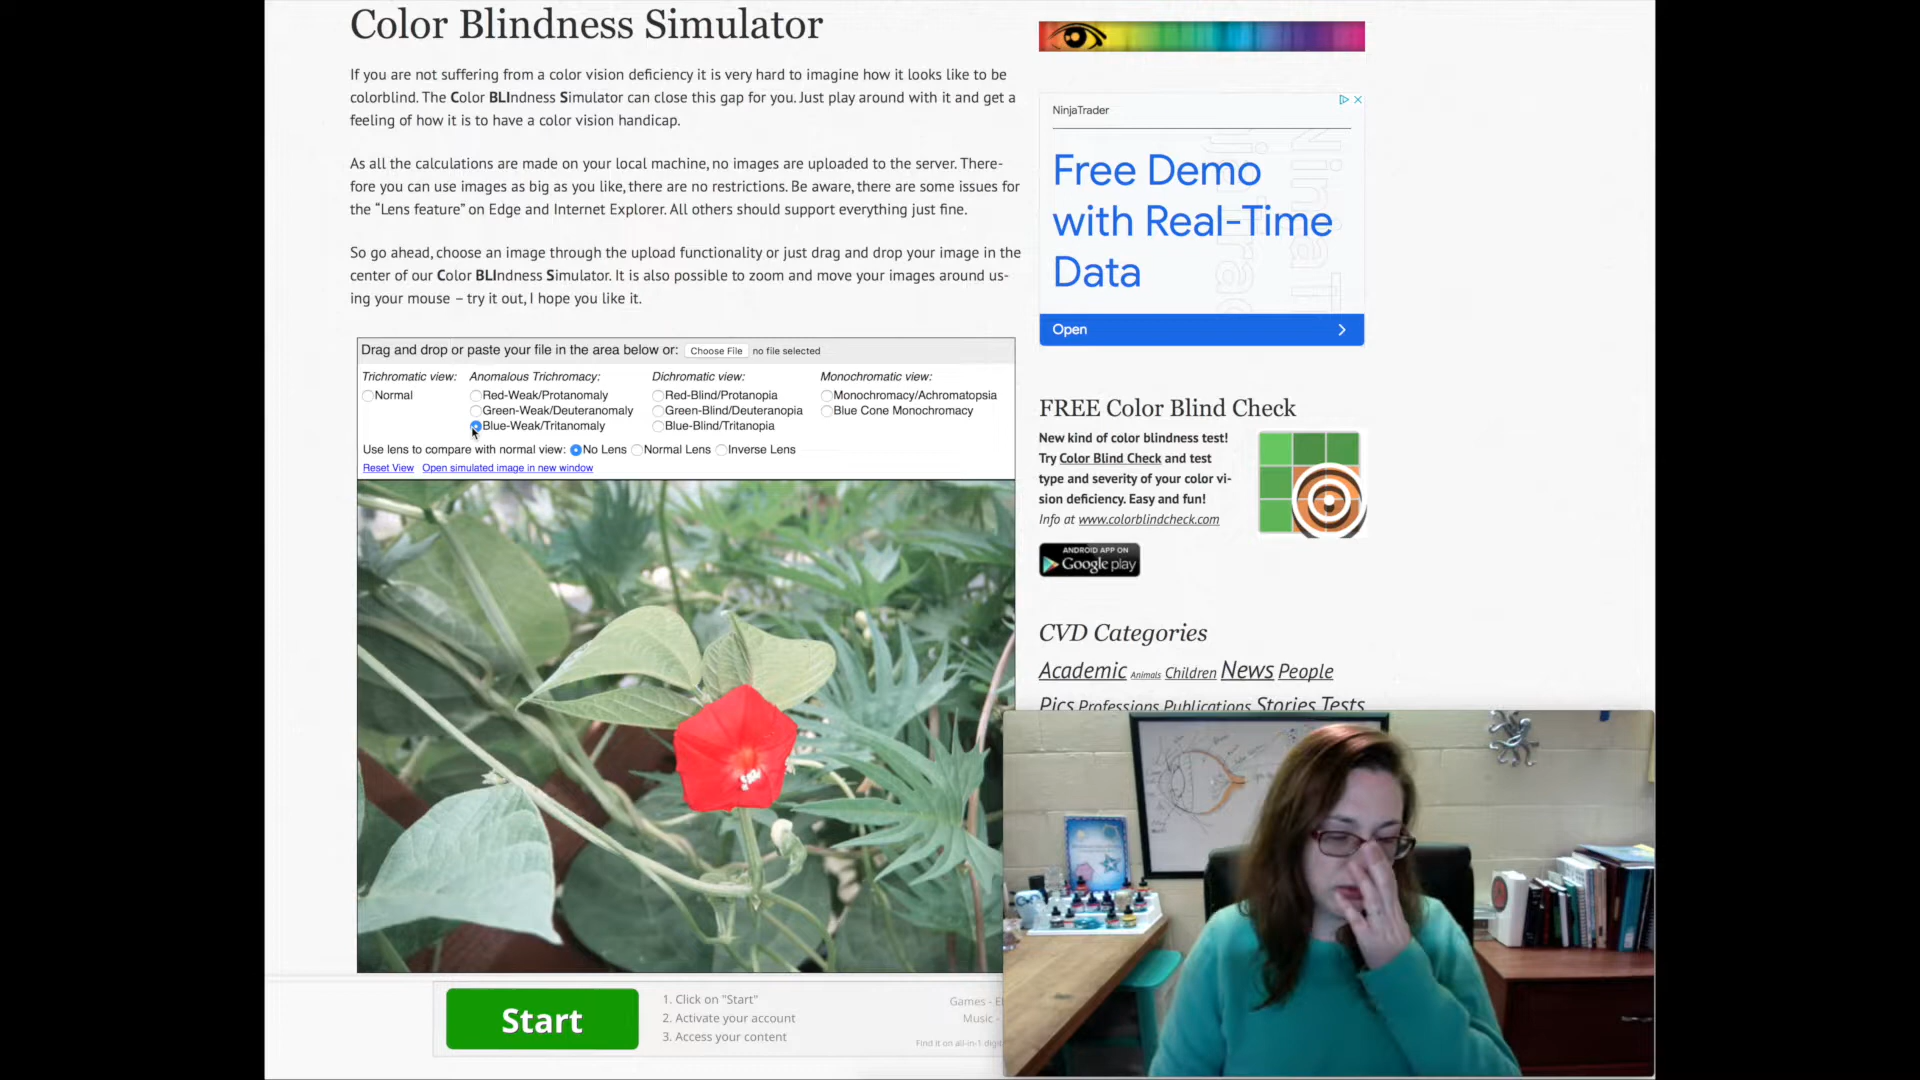 Color Blindness Simulator
If you are not suffering from a color vision deficiency it is very hard to imagine how it looks like to be
colorblind. The Color BLIndness Simulator can close this gap for you. Just play around with it and get a
feeling of how it is to have a color vision handicap.
As all the calculations are made on your local machine, no images are uploaded to the server. There-
fore you can use images as big as you like, there are no restrictions. Be aware, there are some issues for
the “Lens feature” on Edge and Internet Explorer. All others should support everything just fine.
So go ahead, choose an image through the upload functionality or just drag and drop your image in the
center of our Color BLIndness Simulator. It is also possible to zoom and move your images around us-
ing your mouse – try it out, I hope you like it.
Drag and drop or paste your file in the area below or: Choose File no file selected
Trichromatic view: Anomalous Trichromacy: Dichromatic view: Monochromatic view:
Normal Red-Weak/Protanomaly Red-Blind/Protanopia Monochromacy/Achromatopsia
Green-Weak/Deuteranomaly Green-Blind/Deuteranopia Blue Cone Monochromacy
Blue-Weak/Tritanomaly Blue-Blind/Tritanopia
Use lens to compare with normal view: No Lens Normal Lens Inverse Lens
Reset View Open simulated image in new window
NinjaTrader
Free Demo
with Real-Time
Data
Open
FREE Color Blind Check
New kind of color blindness test!
Try Color Blind Check and test
type and severity of your color vi-
sion deficiency. Easy and fun!
Info at www.colorblindcheck.com
ANDROID APP ON
Google play
CVD Categories
Academic Animals Children News People
Pics Professions Publications Stories Tests
Start
1. Click on "Start"
2. Activate your account
3. Access your content
Games -
Music -
Find it on all-in-1